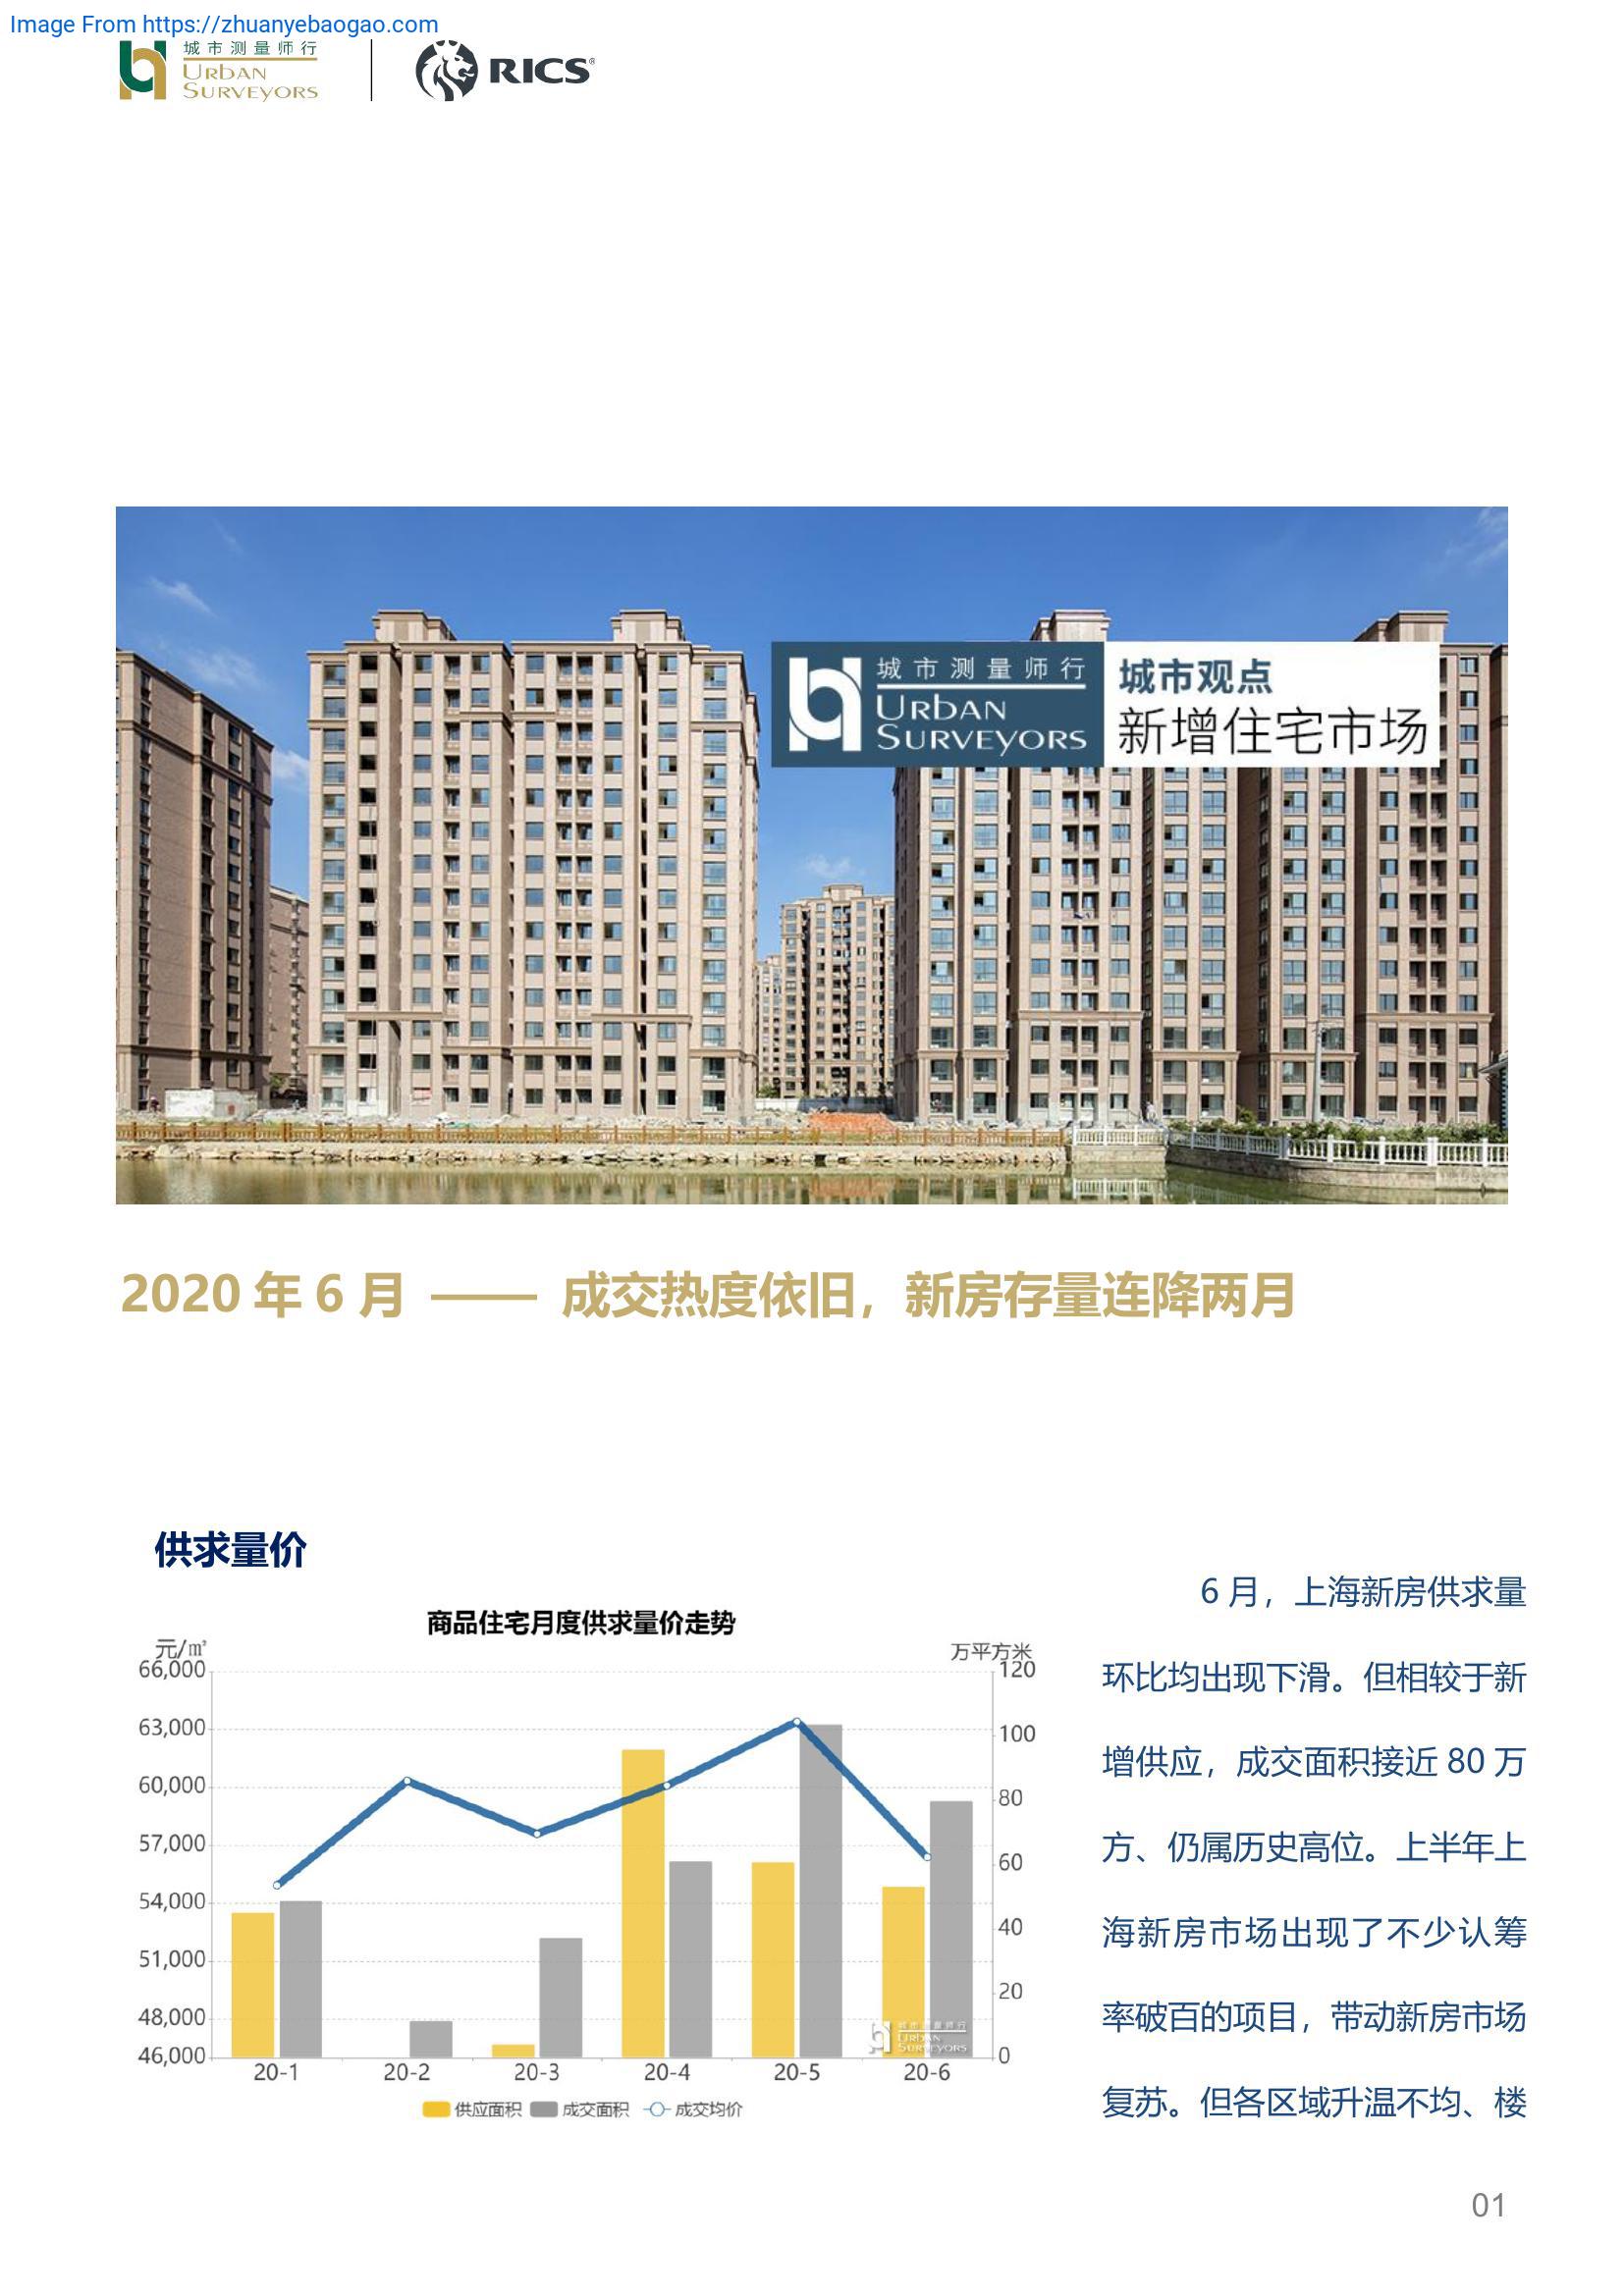 Image From https://zhuanyebaogao.com
城市测量师行
URBAN
SURVEYORS
RICS®
城市测量师行
URBAN
SURVEYORS
城市观点
新增住宅市场
2020 年 6 月 —— 成交热度依旧，新房存量连降两月
供求量价
商品住宅月度供求量价走势
元/㎡
万平方米
66,000
63,000
60,000
57,000
54,000
51,000
48,000
46,000
120
100
80
60
40
20
0
20-1 20-2 20-3 20-4 20-5 20-6
城市测量师行
URBAN
SURVEYORS
供应面积 成交面积 成交均价
6 月，上海新房供求量
环比均出现下滑。但相较于新
增供应，成交面积接近 80 万
方、仍属历史高位。上半年上
海新房市场出现了不少认筹
率破百的项目，带动新房市场
复苏。但各区域升温不均、楼
01